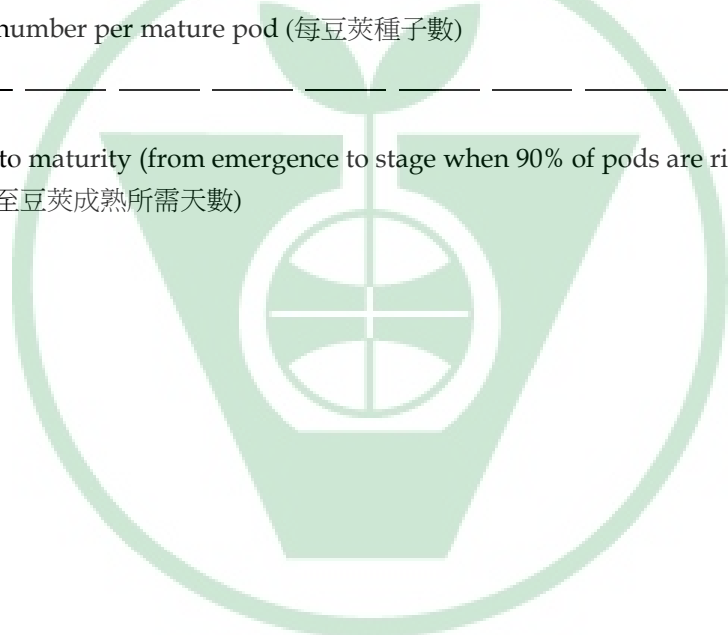 number per mature pod (每豆莢種子數)
to maturity (from emergence to stage when 90% of pods are ri
至豆莢成熟所需天數)